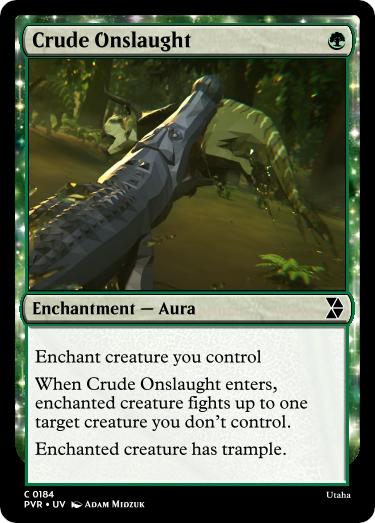 Crude Onslaught
Enchantment — Aura
Enchant creature you control
When Crude Onslaught enters,
enchanted creature fights up to one
target creature you don't control.
Enchanted creature has trample.
C 0184
PVR • UV Adam Midzuk
Utaha